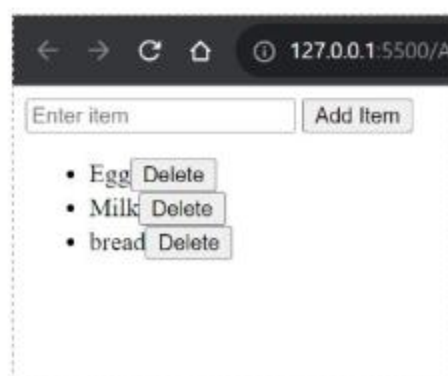 127.0.0.1:5500/A
Enter item Add Item
Egg Delete
Milk Delete
bread Delete